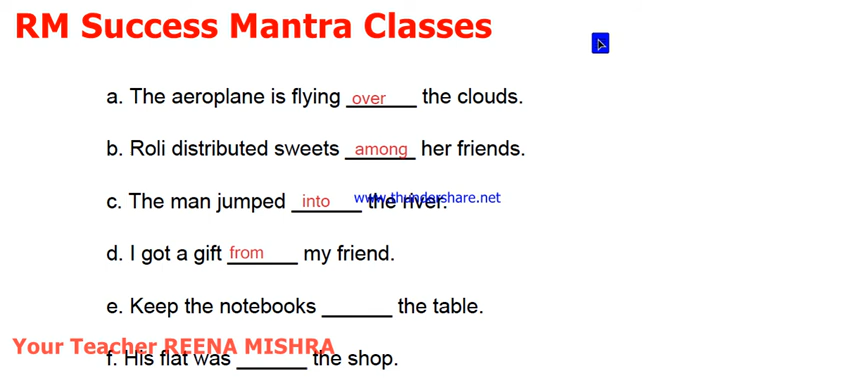 RM Success Mantra Classes
a. The aeroplane is flying over the clouds.
b. Roli distributed sweets among her friends.
c. The man jumped into the river.
www.thundershare.net
d. I got a gift from my friend.
e. Keep the notebooks ______ the table.
Your Teacher REENA MISHRA
f. His flat was ______ the shop.